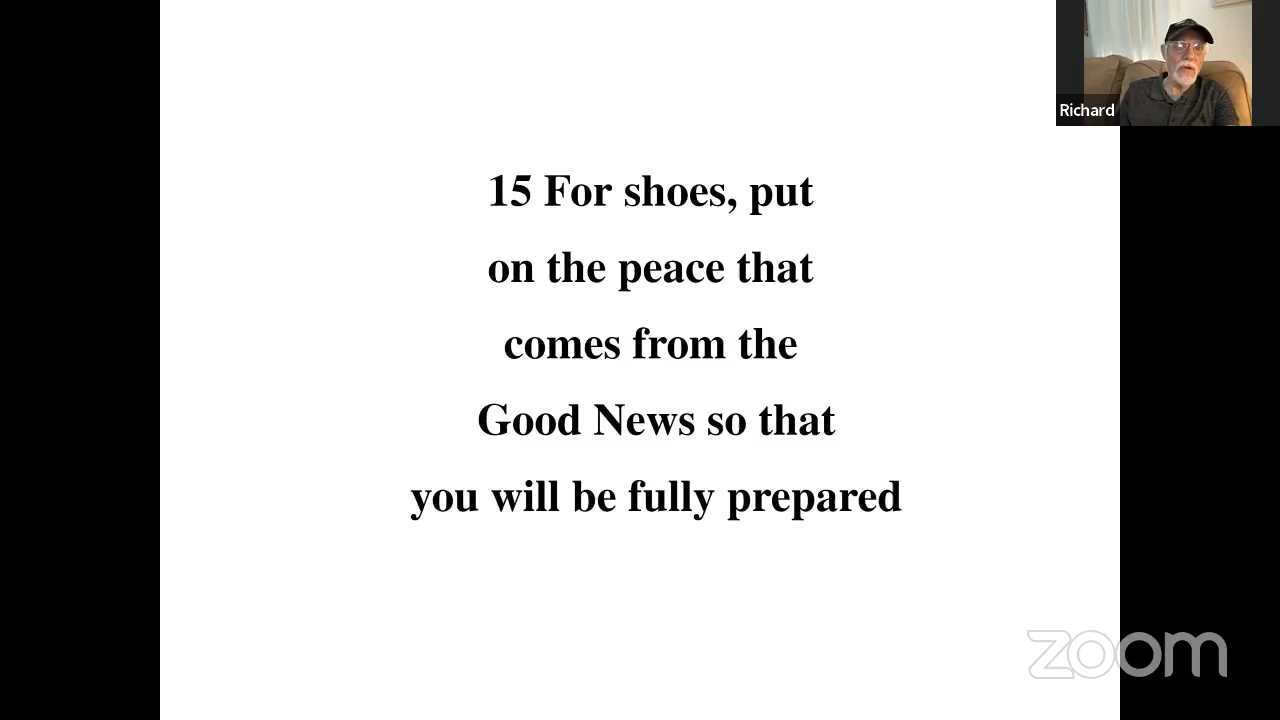 Richard
15 For shoes, put
on the peace that
comes from the
Good News so that
you will be fully prepared
zoom